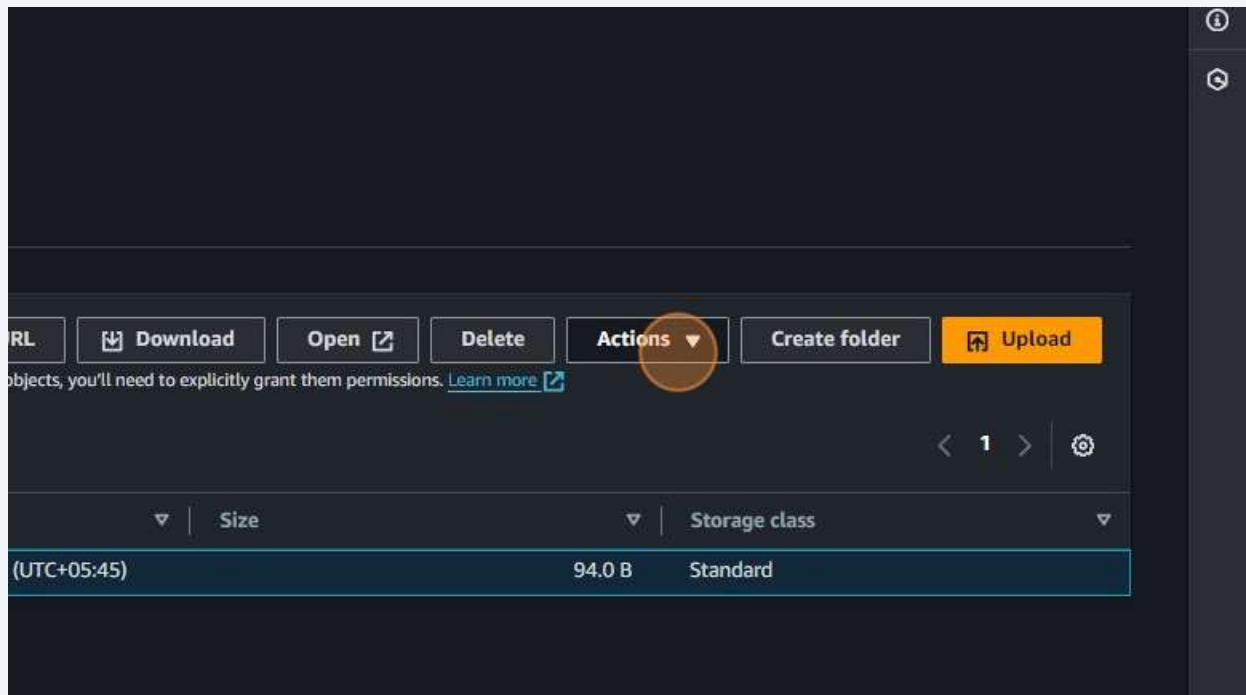 RL Download Open Delete Actions Create folder Upload
objects, you'll need to explicitly grant them permissions. Learn more
1
Size Storage class
(UTC+05:45) 94.0 B Standard